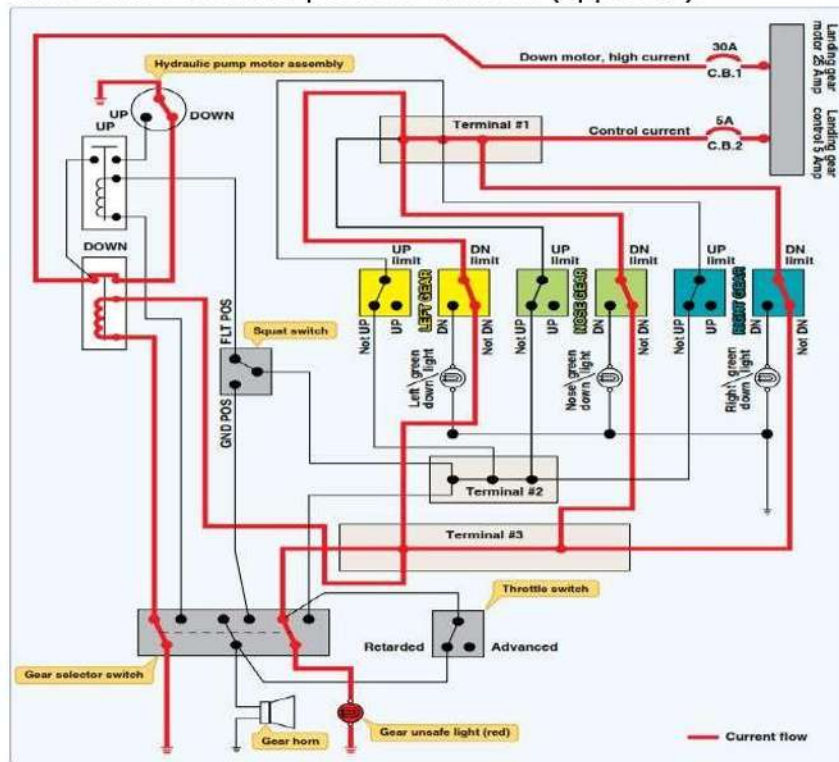 Down motor, high current
30A
C.B.1
Landing gear
motor 25 Amp
Hydraulic pump motor assembly
UP
DOWN
UP
Terminal #1
Control current
5A
C.B.2
Landing gear
control 5 Amp
DOWN
UP
limit
DN
limit
UP
limit
DN
limit
UP
limit
DN
limit
LEFT GEAR
NOSE GEAR
RIGHT GEAR
Not UP
UP
DN
Not DN
Not UP
UP
DN
Not DN
Not UP
UP
DN
Not DN
FLT POS
Squat switch
GND POS
Left green
down light
Nose green
down light
Right green
down light
Terminal #2
Terminal #3
Throttle switch
Retarded
Advanced
Gear selector switch
Gear horn
Gear unsafe light (red)
Current flow